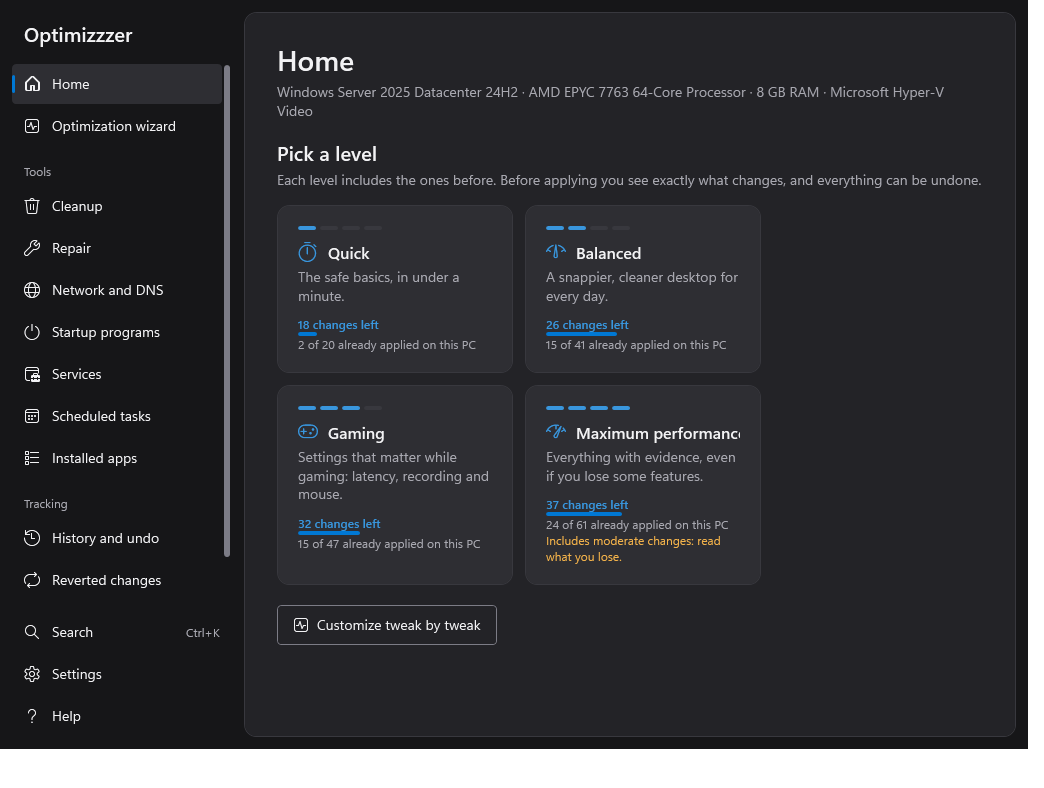 Optimizzzer
Home
Optimization wizard
Tools
Cleanup
Repair
Network and DNS
Startup programs
Services
Scheduled tasks
Installed apps
Tracking
History and undo
Reverted changes
Search Ctrl+K
Settings
Help
Home
Windows Server 2025 Datacenter 24H2 · AMD EPYC 7763 64-Core Processor · 8 GB RAM · Microsoft Hyper-V
Video
Pick a level
Each level includes the ones before. Before applying you see exactly what changes, and everything can be undone.
Quick
The safe basics, in under a
minute.
18 changes left
2 of 20 already applied on this PC
Balanced
A snappier, cleaner desktop for
every day.
26 changes left
15 of 41 already applied on this PC
Gaming
Settings that matter while
gaming: latency, recording and
mouse.
32 changes left
15 of 47 already applied on this PC
Maximum performance
Everything with evidence, even
if you lose some features.
37 changes left
24 of 61 already applied on this PC
Includes moderate changes: read
what you lose.
Customize tweak by tweak